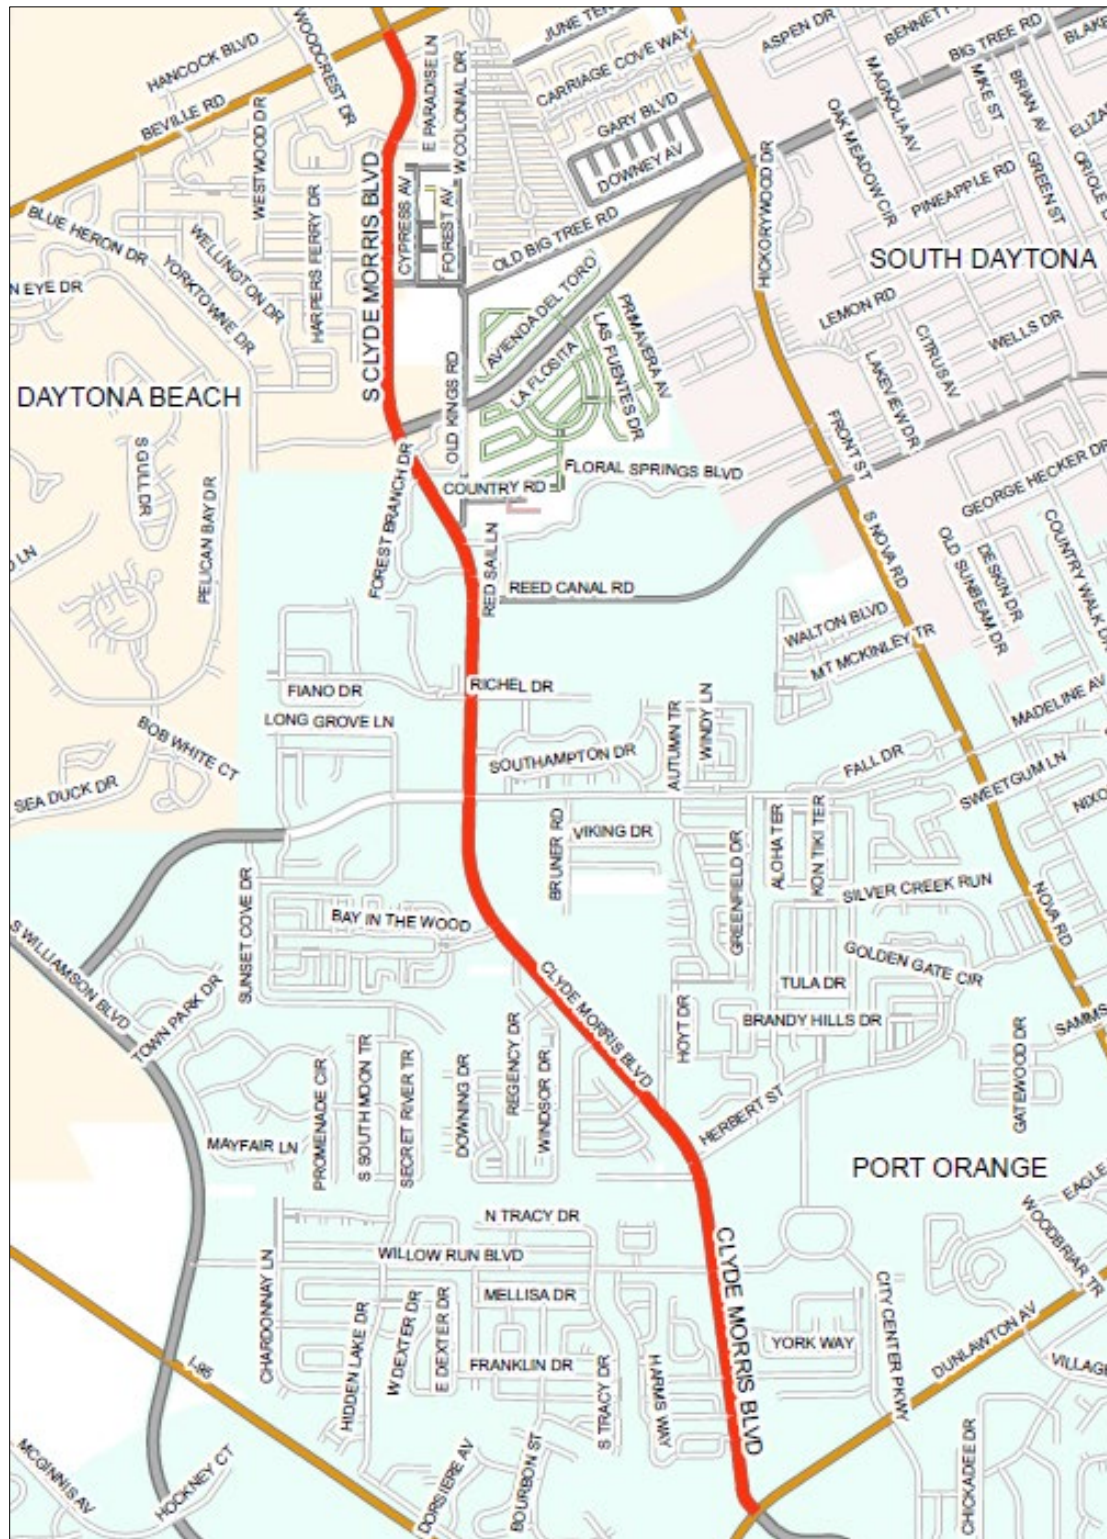 WOODCREST DR
HANCOCK BLVD
BEVILLE RD
E PARADISE LN
W COLONIAL DR
JUNE TER
CARRIAGE COVE WAY
ASPEN DR
BENNETT
BIG TREE RD
BLAKE
GARY BLVD
DOWNEY AV
MAGNOLIA AV
MIKE ST
BRIAN AV
ELIZA
OAK MEADOW CIR
GREEN ST
ORIOLE D
PINEAPPLE RD
HICKORYWOOD DR
WESTWOOD DR
HARPERS FERRY DR
S CLYDE MORRIS BLVD
CYPRESS AV
FOREST AV
OLD BIG TREE RD
BLUE HERON DR
WELLINGTON DR
YORKTOWNE DR
N EYE DR
SOUTH DAYTONA
LEMON RD
CITRUS AV
WELLS DR
LAKEVIEW DR
AVIENDA DEL TORO
PRIMAVERA AV
LAS FUENTES DR
LA FLOSITA
DAYTONA BEACH
OLD KINGS RD
FRONT ST
S GULL DR
PELICAN BAY DR
FOREST BRANCH DR
COUNTRY RD
FLORAL SPRINGS BLVD
GEORGE HECKER DR
S NOVA RD
OLD SUNBEAM DR
DESKIN DR
COUNTRY WALK DR
D LN
RED SAIL LN
REED CANAL RD
WALTON BLVD
MT MCKINLEY TR
FIANO DR
RICHEL DR
LONG GROVE LN
BOB WHITE CT
SEA DUCK DR
SOUTHAMPTON DR
AUTUMN TR
WINDY LN
FALL DR
MADELINE AV
SWEETGUM LN
NIXO
BRUNER RD
VIKING DR
GREENFIELD DR
ALOHA TER
KON TIKI TER
SILVER CREEK RUN
NOVA RD
SUNSET COVE DR
BAY IN THE WOOD
S WILLIAMSON BLVD
TOWN PARK DR
CLYDE MORRIS BLVD
GOLDEN GATE CIR
TULA DR
BRANDY HILLS DR
HOYT DR
SAMMS
GATEWOOD DR
HERBERT ST
PROMENADE CIR
S SOUTH MOON TR
SECRET RIVER TR
DOWNING DR
REGENCY DR
WINDSOR DR
MAYFAIR LN
PORT ORANGE
EAGLE
WOODBRIAR TR
N TRACY DR
WILLOW RUN BLVD
CHARDONNAY LN
MELLISA DR
CLYDE MORRIS BLVD
CITY CENTER PKWY
DUNLAWTON AV
VILLAGE
YORK WAY
I-95
HIDDEN LAKE DR
W DEXTER DR
E DEXTER DR
FRANKLIN DR
S TRACY DR
HARMS WAY
MCGINNIS AV
HOCKNEY CT
DORSIERE AV
BOURBON ST
CHICKADEE DR